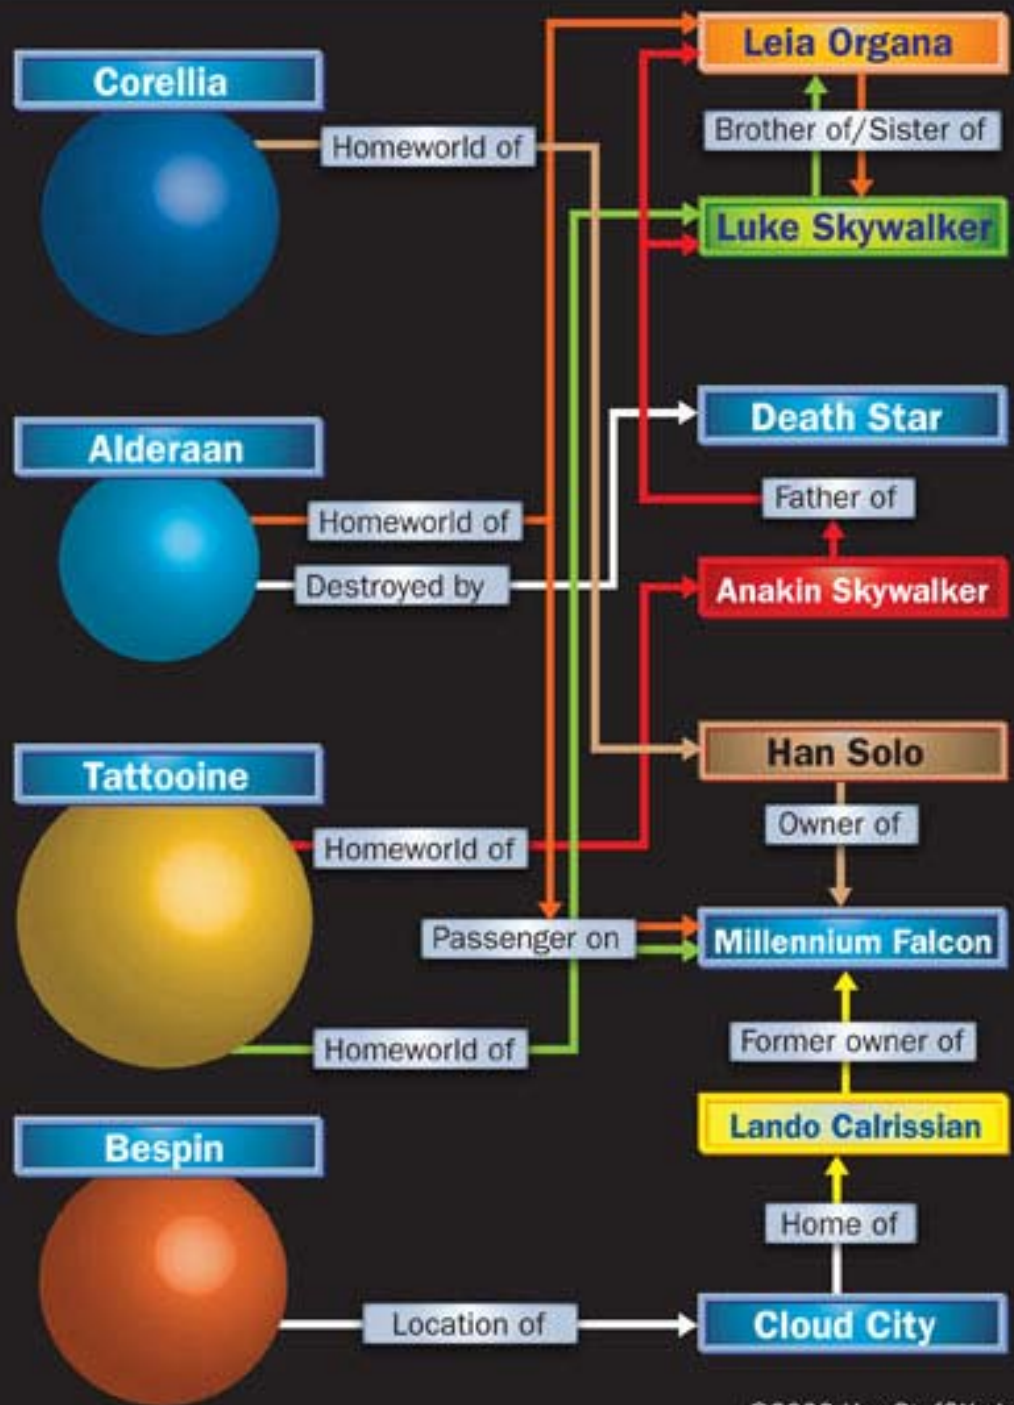 Leia Organa
Corellia
Brother of/Sister of
Homeworld of
Luke Skywalker
Death Star
Alderaan
Father of
Homeworld of
Destroyed by
Anakin Skywalker
Han Solo
Tattooine
Owner of
Homeworld of
Passenger on
Millennium Falcon
Former owner of
Homeworld of
Lando Calrissian
Bespin
Home of
Location of
Cloud City